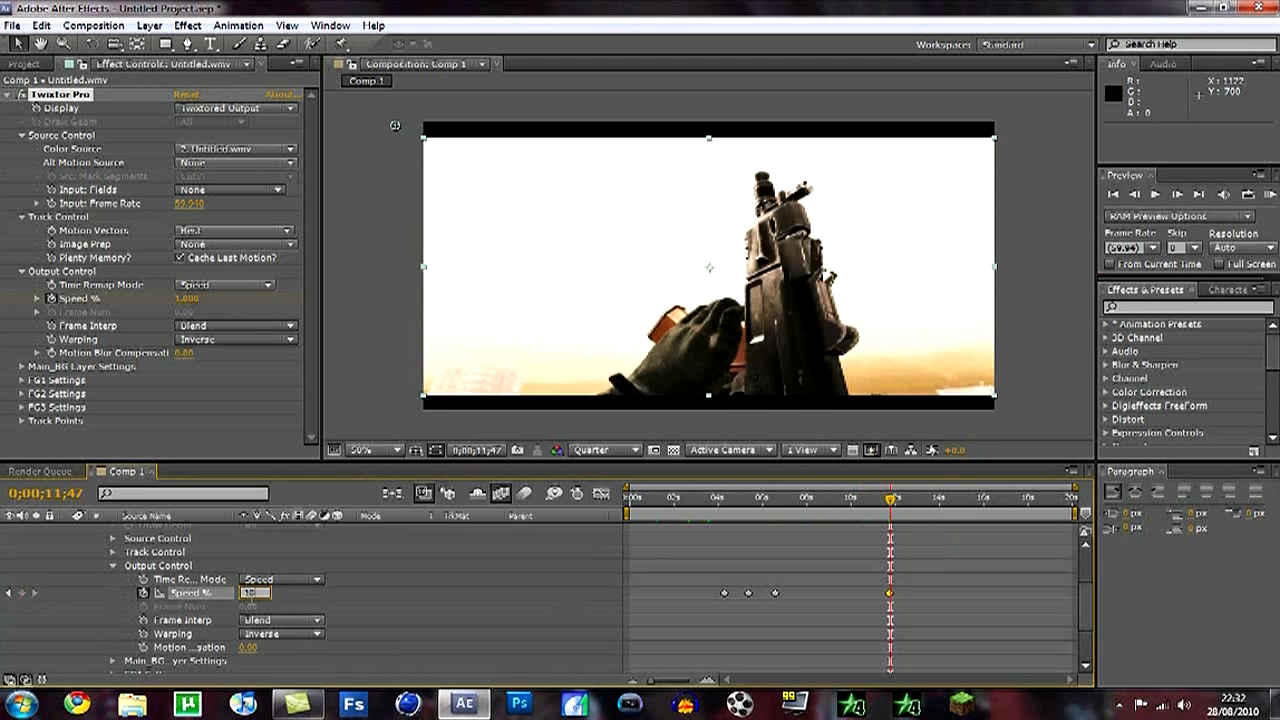 Adobe After Effects - Untitled Project.aep *
File Edit Composition Layer Effect Animation View Window Help
Workspace: Standard Search Help
Project Effect Controls: Untitled.wmv Composition: Comp 1 Info Audio
Comp 1 • Untitled.wmv Comp 1
R: X: 1122
G: Y: 700
B:
A: 0
Twixtor Pro Reset About...
Display Twixtored Output
Draw Geom All
Source Control
Color Source 2. Untitled.wmv
Alt Motion Source None
Src. Mark Segments
Input: Fields None
Input: Frame Rate 59.940
Track Control
Motion Vectors Best
Image Prep None
Plenty Memory? Cache Last Motion?
Output Control
Time Remap Mode Speed
Speed % 1.000
Frame Num 0.00
Frame Interp Blend
Warping Inverse
Motion Blur Compensati 0.00
Main_BG Layer Settings
FG1 Settings
FG2 Settings
FG3 Settings
Track Points
Preview
RAM Preview Options
Frame Rate Skip Resolution
(59.94) 0 Auto
From Current Time Full Screen
Effects & Presets Characte
* Animation Presets
3D Channel
Audio
Blur & Sharpen
Channel
Color Correction
Digieffects FreeForm
Distort
Expression Controls
50% 0;00;11;47 Quarter Active Camera 1 View +0.0
Render Queue Comp 1
0;00;11;47
:00s 02s 04s 06s 08s 10s 12s 14s 16s 18s 20s
# Source Name Mode T TrkMat Parent
Draw Geom
Source Control
Track Control
Output Control
Time Re... Mode Speed
Speed %
Frame Num 0.00
Frame Interp Blend
Warping Inverse
Motion ...sation 0.00
Main_BG...yer Settings
Paragraph
0 px 0 px 0 px
0 px 0 px
22:32
28/08/2010